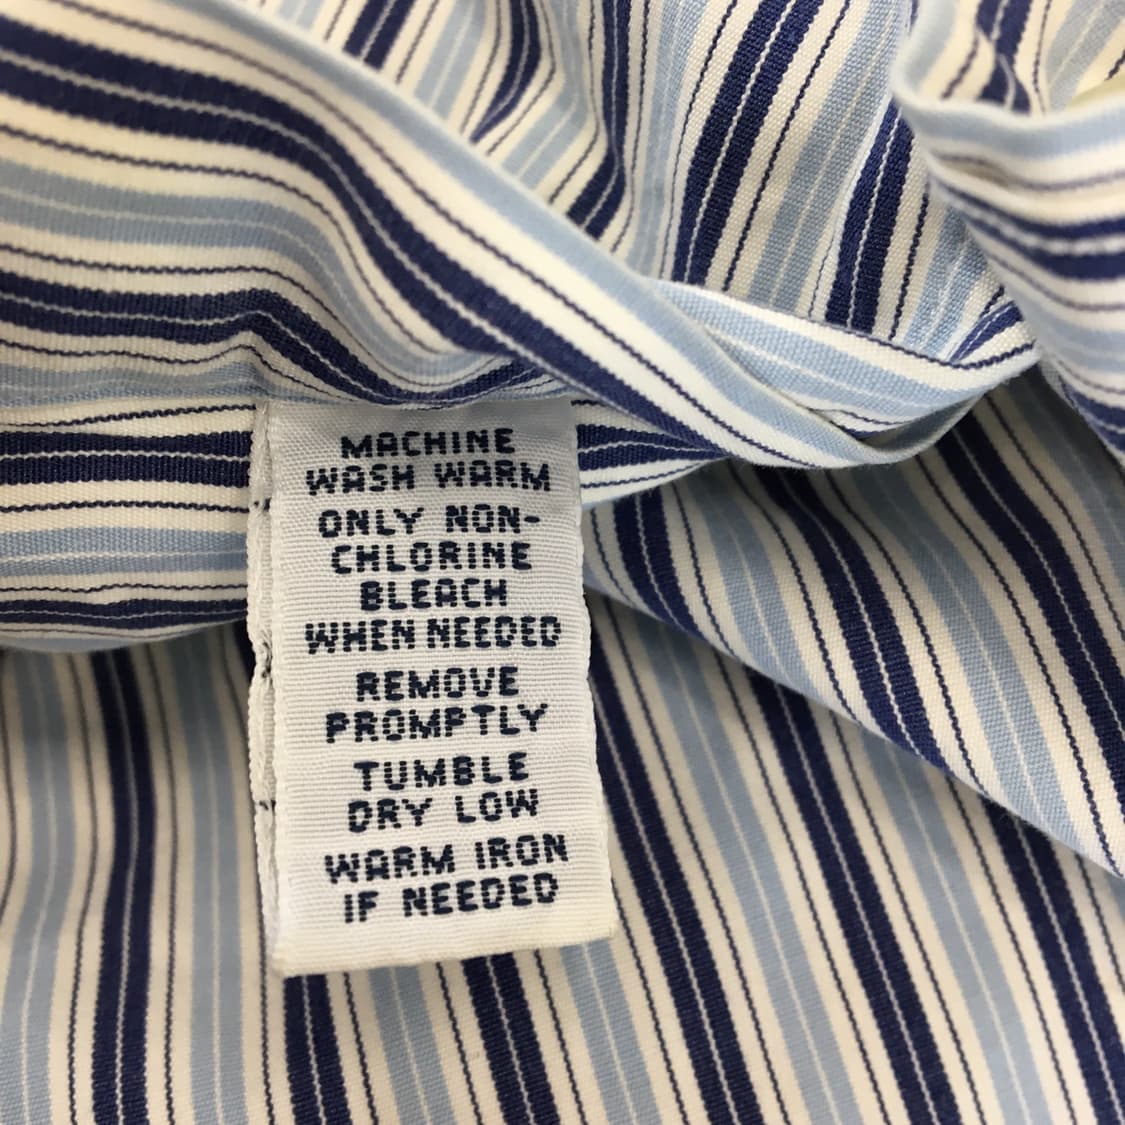 MACHINE
WASH WARM
ONLY NON-
CHLORINE
BLEACH
WHEN NEEDED
REMOVE
PROMPTLY
TUMBLE
DRY LOW
WARM IRON
IF NEEDED